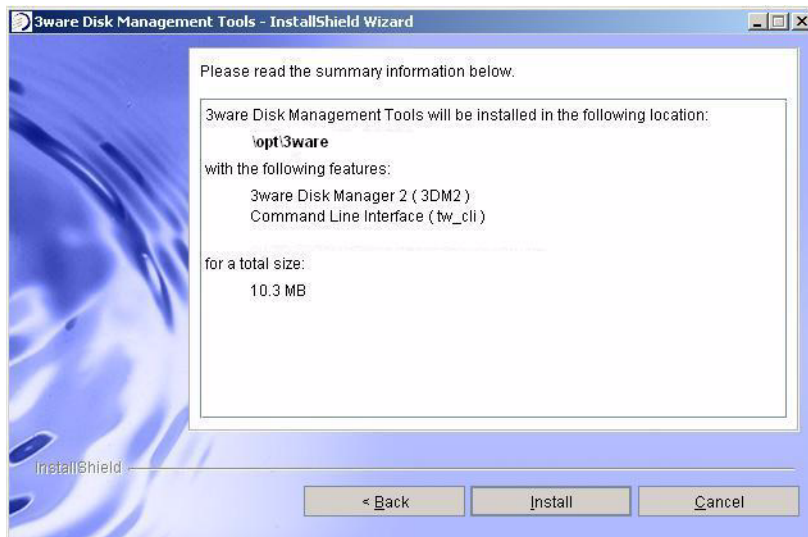 3ware Disk Management Tools - InstallShield Wizard
Please read the summary information below.
3ware Disk Management Tools will be installed in the following location:
\opt\3ware
with the following features:
3ware Disk Manager 2 ( 3DM2 )
Command Line Interface ( tw_cli )
for a total size:
10.3 MB
InstallShield
< Back
Install
Cancel